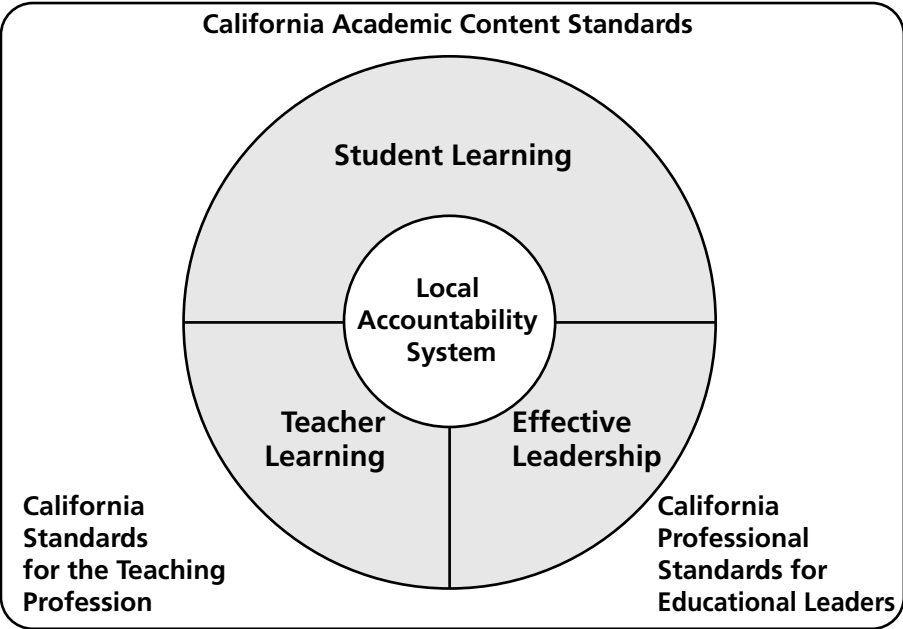 California Academic Content Standards
Student Learning
Local
Accountability
System
Teacher
Learning
Effective
Leadership
California
Standards
for the Teaching
Profession
California
Professional
Standards for
Educational Leaders